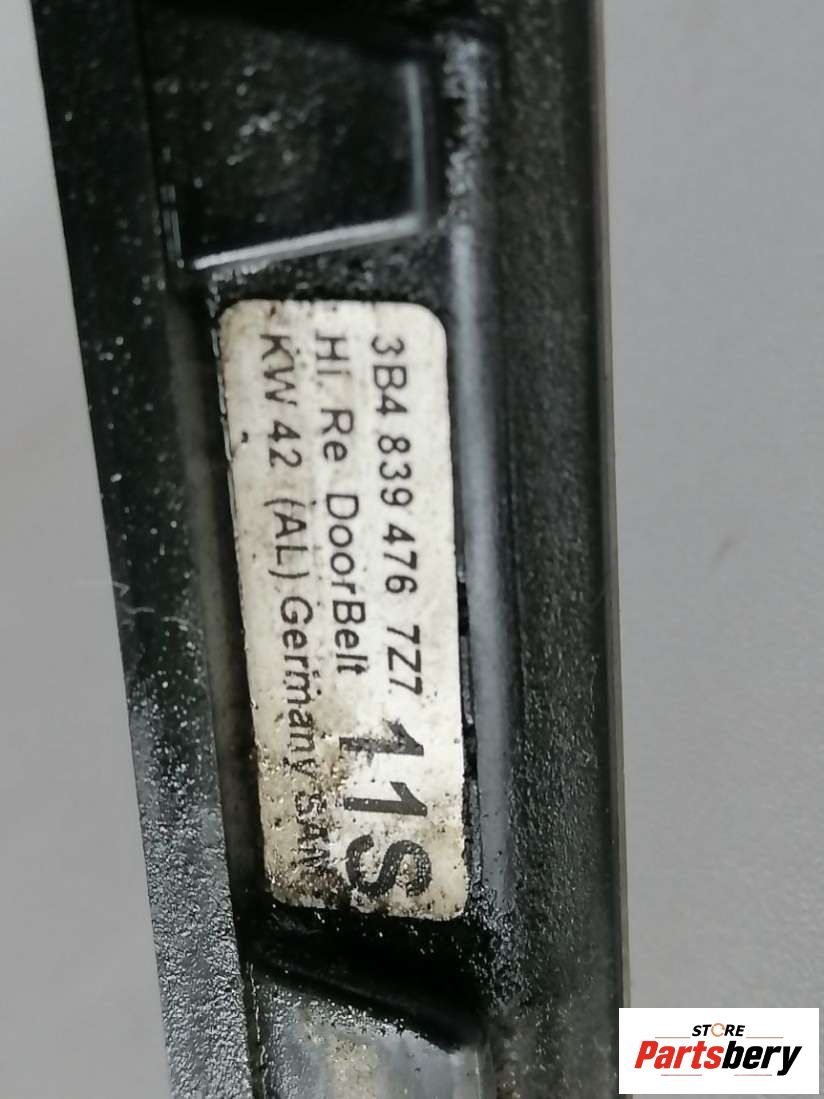 3B4 839 476 7Z7
Hi. Re DoorBelt
KW 42 (AL) Germany
11S
STORE
Partsbery